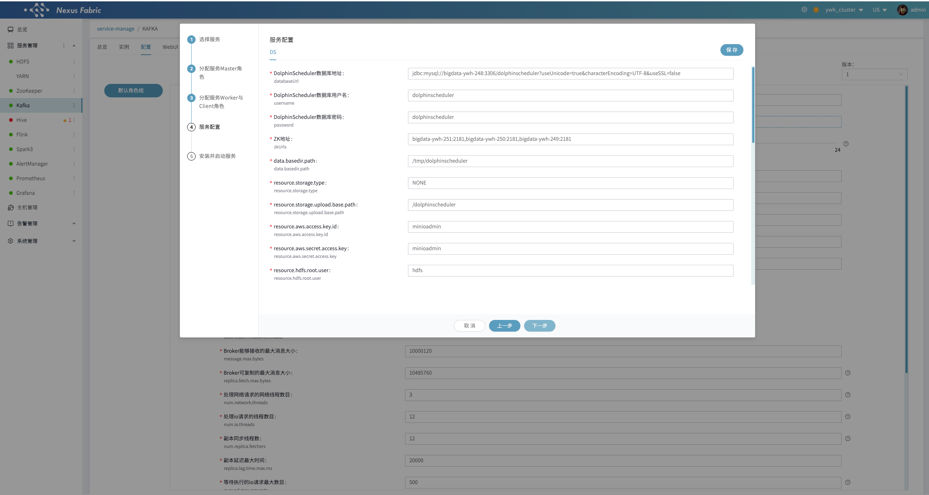 Nexus Fabric
ywk_cluster
US
admin
总览
服务管理
HDFS
YARN
ZooKeeper
Kafka
Hive
1
Flink
Spark3
AlertManager
Prometheus
Grafana
主机管理
告警管理
系统管理
service-manage / KAFKA
总览
实例
配置
WebUI
默认角色组
版本:
1
24
1 选择服务
2 分配服务Master角
色
3 分配服务Worker与
Client角色
4 服务配置
5 安装并启动服务
服务配置
DS
保 存
* DolphinScheduler数据库地址:
databaseUrl
jdbc:mysql://bigdata-ywh-248:3306/dolphinscheduler?useUnicode=true&characterEncoding=UTF-8&useSSL=false
* DolphinScheduler数据库用户名:
username
dolphinscheduler
* DolphinScheduler数据库密码:
password
dolphinscheduler
* ZK地址:
zkUrls
bigdata-ywh-251:2181,bigdata-ywh-250:2181,bigdata-ywh-249:2181
* data.basedir.path:
data.basedir.path
/tmp/dolphinscheduler
* resource.storage.type:
resource.storage.type
NONE
* resource.storage.upload.base.path:
resource.storage.upload.base.path
/dolphinscheduler
* resource.aws.access.key.id:
resource.aws.access.key.id
minioadmin
* resource.aws.secret.access.key:
resource.aws.secret.access.key
minioadmin
* resource.hdfs.root.user:
resource.hdfs.root.user
hdfs
取 消
上一步
下一步
* Broker能够接收的最大消息大小:
message.max.bytes
10000120
* Broker可复制的最大消息大小:
replica.fetch.max.bytes
10485760
* 处理网络请求的网络线程数目:
num.network.threads
3
* 处理io请求的线程数目:
num.io.threads
12
* 副本同步线程数:
num.replica.fetchers
12
* 副本延迟最大时间:
replica.lag.time.max.ms
20000
* 等待执行的io请求最大数目:
500